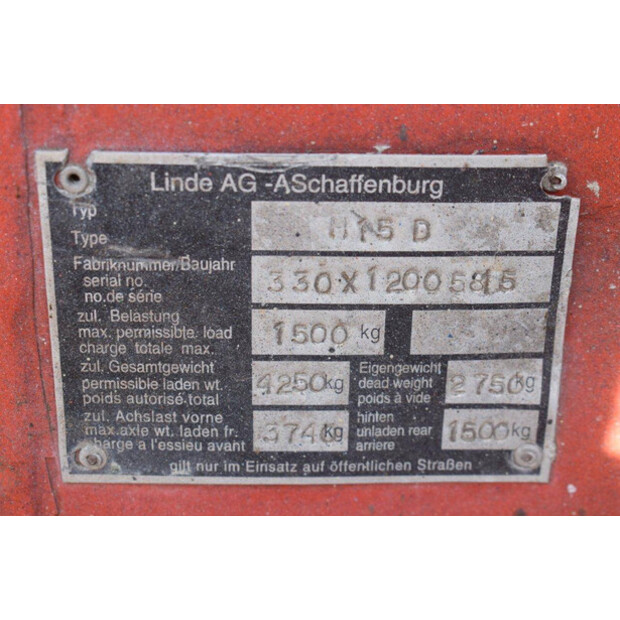 Linde AG -ASchaffenburg
Typ
Type H15 D
Fabriknummer/Baujahr
serial no. 330X12005815
no.de série
zul. Belastung
max. permissible. load 1500 kg
charge totale max.
zul. Gesamtgewicht Eigengewicht
permissible laden wt. 4250kg dead weight 2750kg
poids autorisé-total poids à vide
zul. Achslast vorne hinten
max.axle wt. laden fr. kg unladen rear 1500kg
charge a l'essieu avant arriere
gilt nur im Einsatz auf öffentlichen Straßen